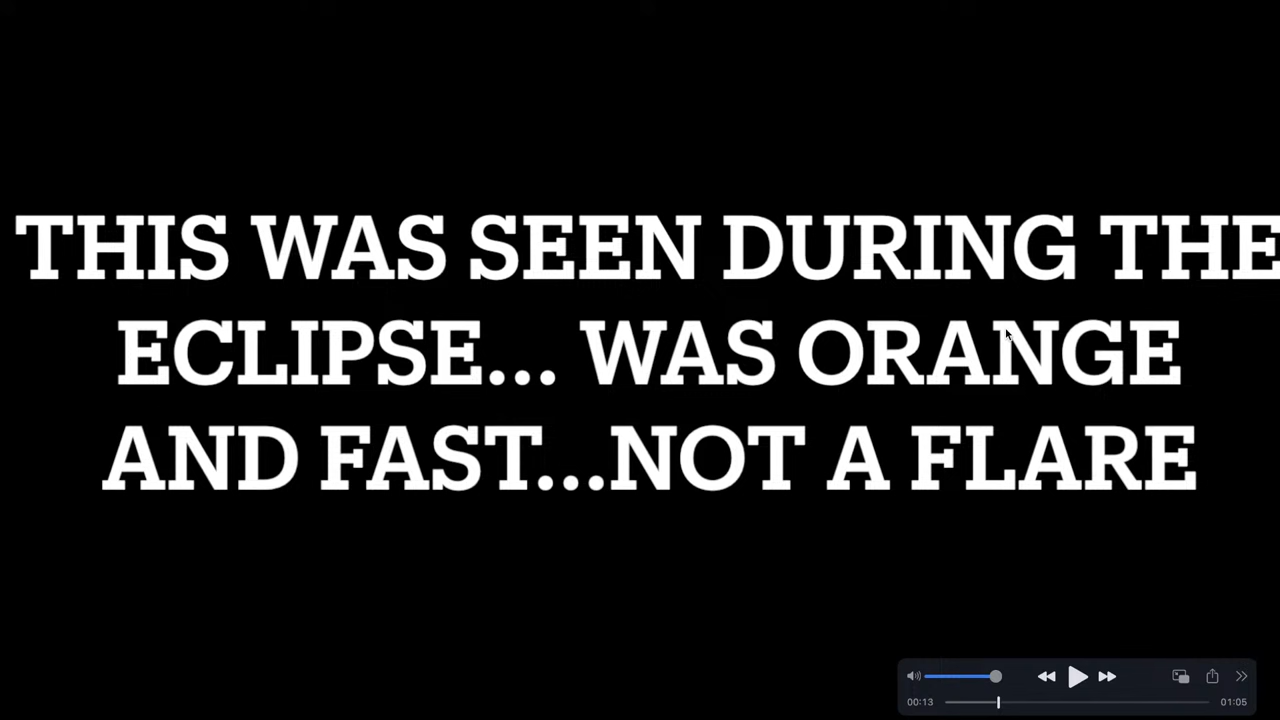 THIS WAS SEEN DURING THE
ECLIPSE... WAS ORANGE
AND FAST...NOT A FLARE
00:13
01:05